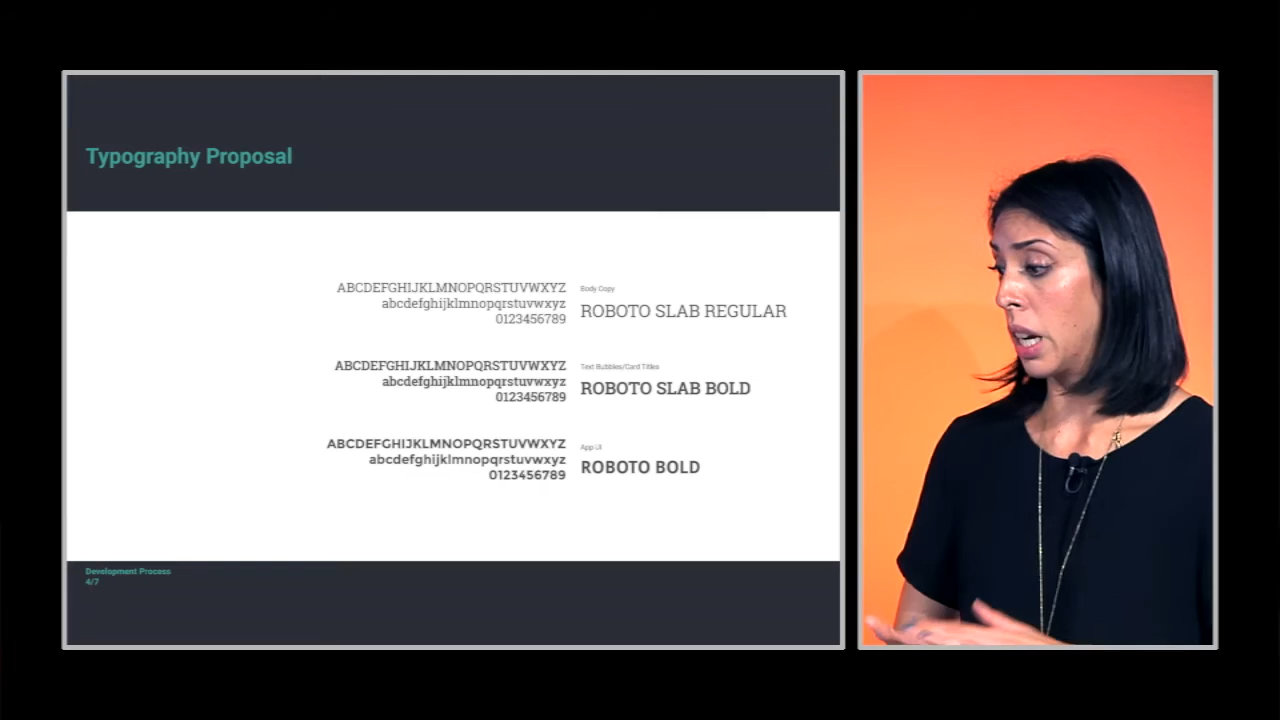 Typography Proposal
ABCDEFGHIJKLMNOPQRSTUVWXYZ
abcdefghijklmnopqrstuvwxyz
0123456789
Body Copy
ROBOTO SLAB REGULAR
ABCDEFGHIJKLMNOPQRSTUVWXYZ
abcdefghijklmnopqrstuvwxyz
0123456789
Text Bubbles/Card Titles
ROBOTO SLAB BOLD
ABCDEFGHIJKLMNOPQRSTUVWXYZ
abcdefghijklmnopqrstuvwxyz
0123456789
App UI
ROBOTO BOLD
Development Process
4/7